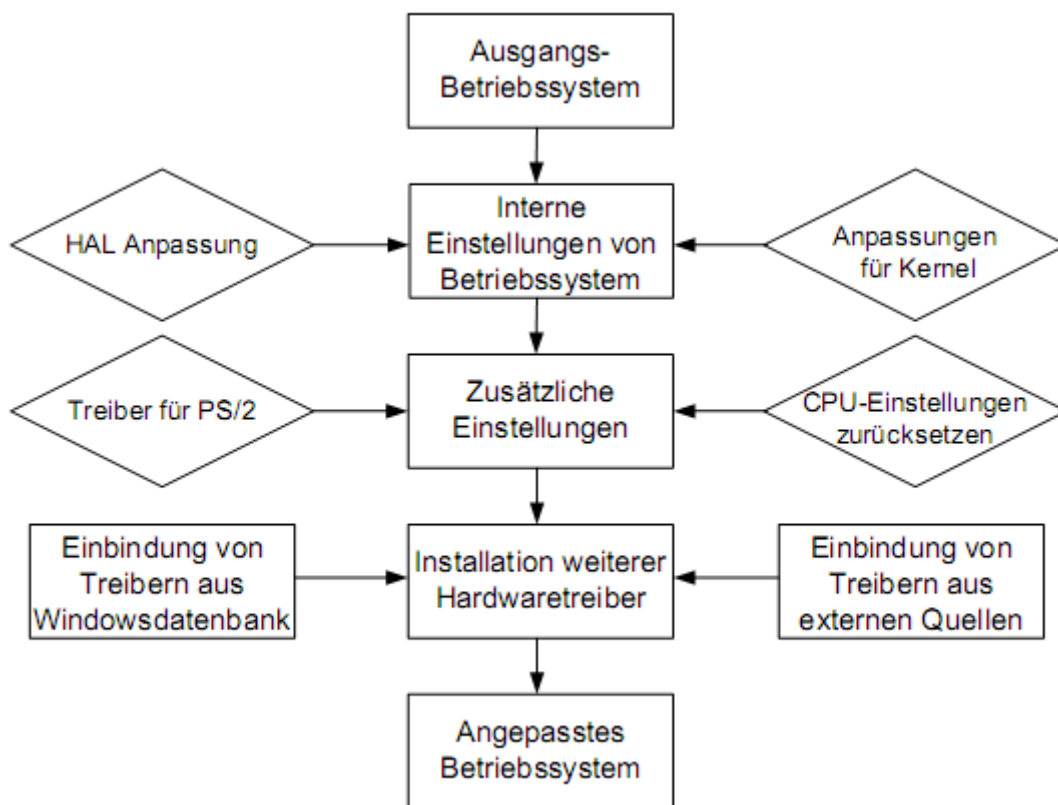 Ausgangs-
Betriebssystem
HAL Anpassung
Interne
Einstellungen von
Betriebssystem
Anpassungen
für Kernel
Treiber für PS/2
Zusätzliche
Einstellungen
CPU-Einstellungen
zurücksetzen
Einbindung von
Treibern aus
Windowsdatenbank
Installation weiterer
Hardwaretreiber
Einbindung von
Treibern aus
externen Quellen
Angepasstes
Betriebssystem